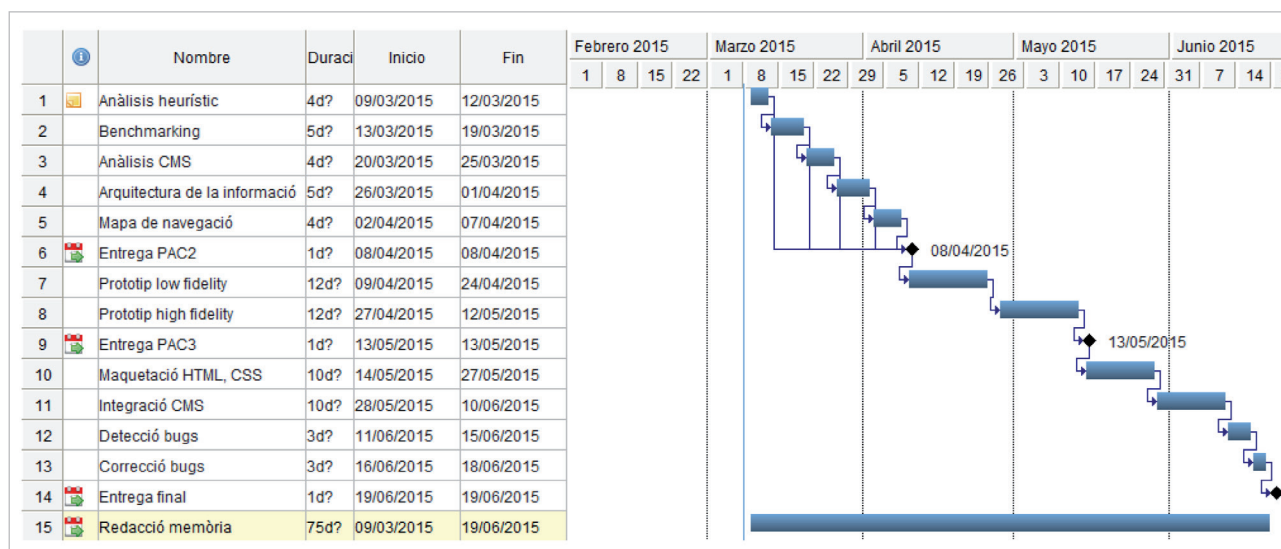 Nombre Duraci Inicio Fin Febrero 2015 Marzo 2015 Abril 2015 Mayo 2015 Junio 2015
1 8 15 22 1 8 15 22 29 5 12 19 26 3 10 17 24 31 7 14
1 Anàlisis heurístic 4d? 09/03/2015 12/03/2015
2 Benchmarking 5d? 13/03/2015 19/03/2015
3 Anàlisis CMS 4d? 20/03/2015 25/03/2015
4 Arquitectura de la informació 5d? 26/03/2015 01/04/2015
5 Mapa de navegació 4d? 02/04/2015 07/04/2015
6 Entrega PAC2 1d? 08/04/2015 08/04/2015 08/04/2015
7 Prototip low fidelity 12d? 09/04/2015 24/04/2015
8 Prototip high fidelity 12d? 27/04/2015 12/05/2015
9 Entrega PAC3 1d? 13/05/2015 13/05/2015 13/05/2015
10 Maquetació HTML, CSS 10d? 14/05/2015 27/05/2015
11 Integració CMS 10d? 28/05/2015 10/06/2015
12 Detecció bugs 3d? 11/06/2015 15/06/2015
13 Correcció bugs 3d? 16/06/2015 18/06/2015
14 Entrega final 1d? 19/06/2015 19/06/2015
15 Redacció memòria 75d? 09/03/2015 19/06/2015